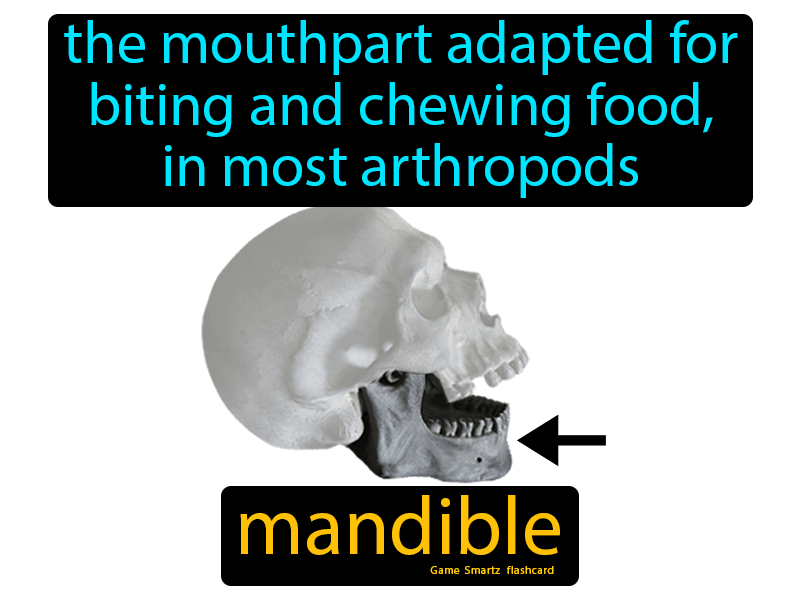 the mouthpart adapted for
biting and chewing food,
in most arthropods
mandible
Game Smartz flashcard